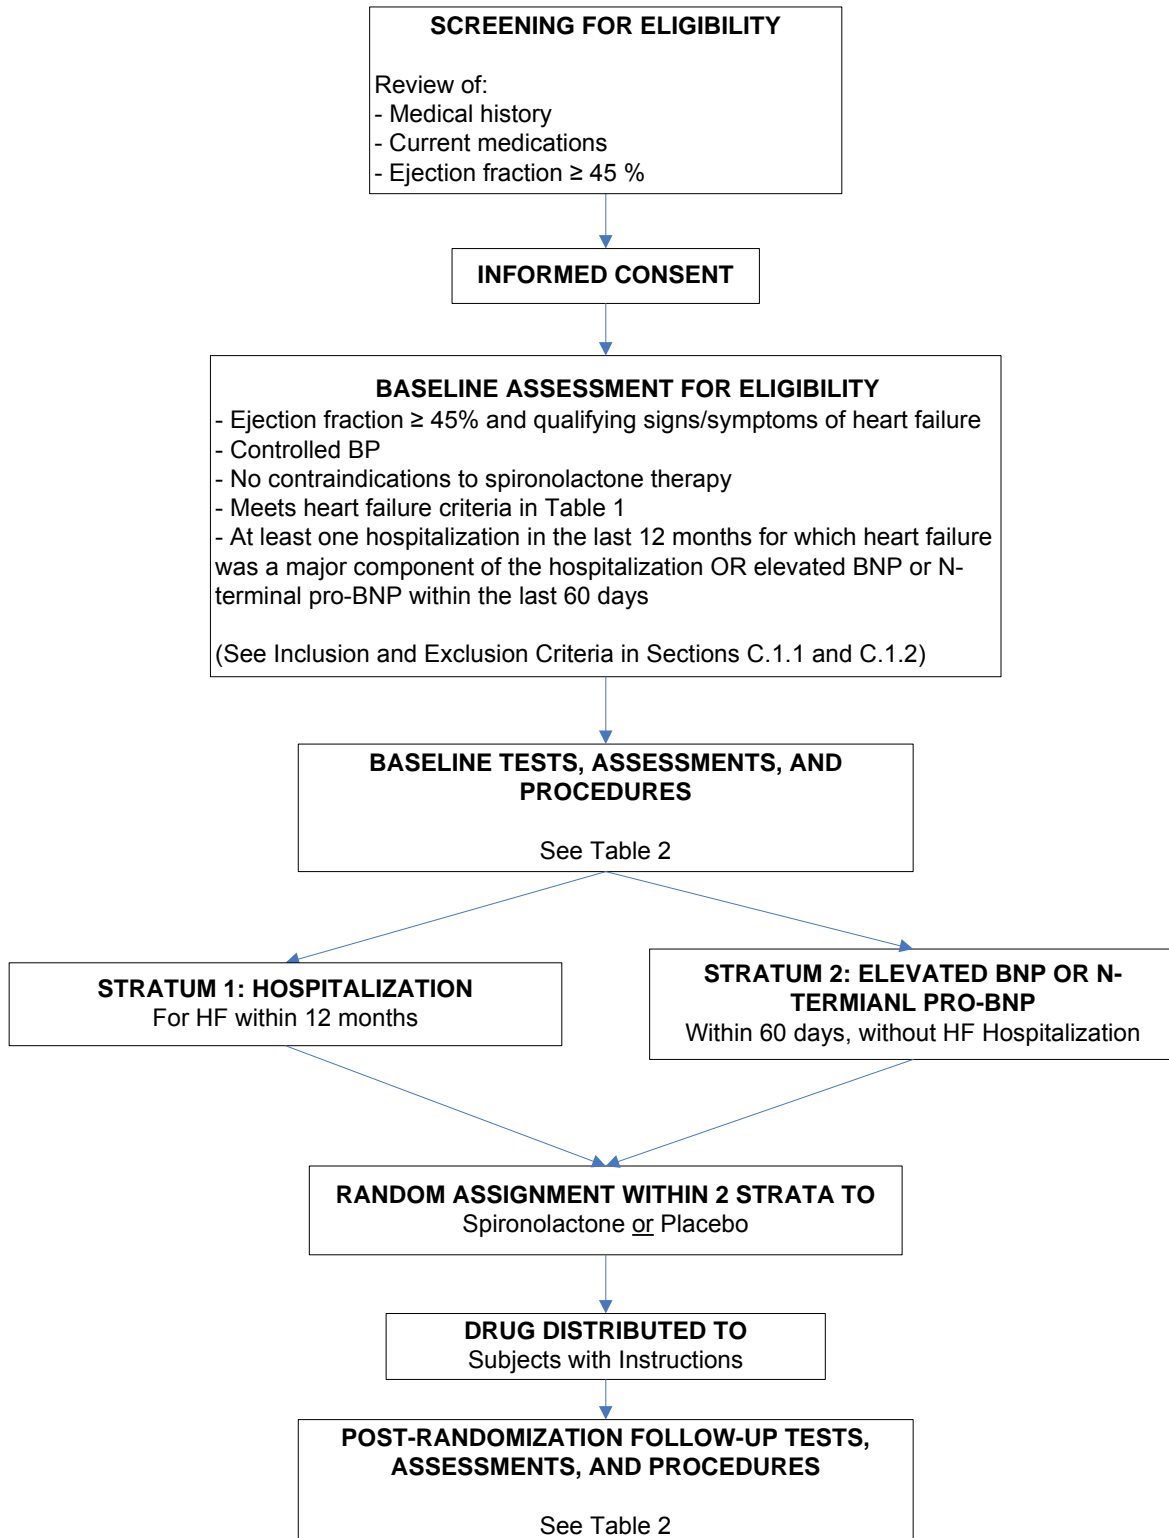 SCREENING FOR ELIGIBILITY
Review of:
- Medical history
- Current medications
- Ejection fraction ≥ 45 %
INFORMED CONSENT
BASELINE ASSESSMENT FOR ELIGIBILITY
- Ejection fraction ≥ 45% and qualifying signs/symptoms of heart failure
- Controlled BP
- No contraindications to spironolactone therapy
- Meets heart failure criteria in Table 1
- At least one hospitalization in the last 12 months for which heart failure
was a major component of the hospitalization OR elevated BNP or N-
terminal pro-BNP within the last 60 days
(See Inclusion and Exclusion Criteria in Sections C.1.1 and C.1.2)
BASELINE TESTS, ASSESSMENTS, AND
PROCEDURES
See Table 2
STRATUM 1: HOSPITALIZATION
For HF within 12 months
STRATUM 2: ELEVATED BNP OR N-
TERMIANL PRO-BNP
Within 60 days, without HF Hospitalization
RANDOM ASSIGNMENT WITHIN 2 STRATA TO
Spironolactone or Placebo
DRUG DISTRIBUTED TO
Subjects with Instructions
POST-RANDOMIZATION FOLLOW-UP TESTS,
ASSESSMENTS, AND PROCEDURES
See Table 2